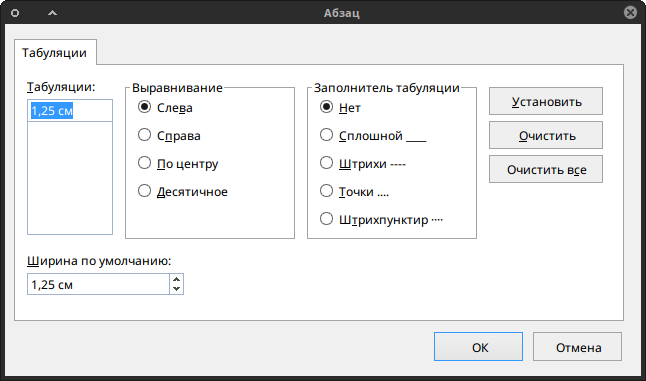 Абзац
Табуляции
Табуляции:
1,25 см
Выравнивание
Слева
Справа
По центру
Десятичное
Заполнитель табуляции
Нет
Сплошной ____
Штрихи ----
Точки ....
Штрихпунктир ····
Установить
Очистить
Очистить все
Ширина по умолчанию:
1,25 см
OK
Отмена